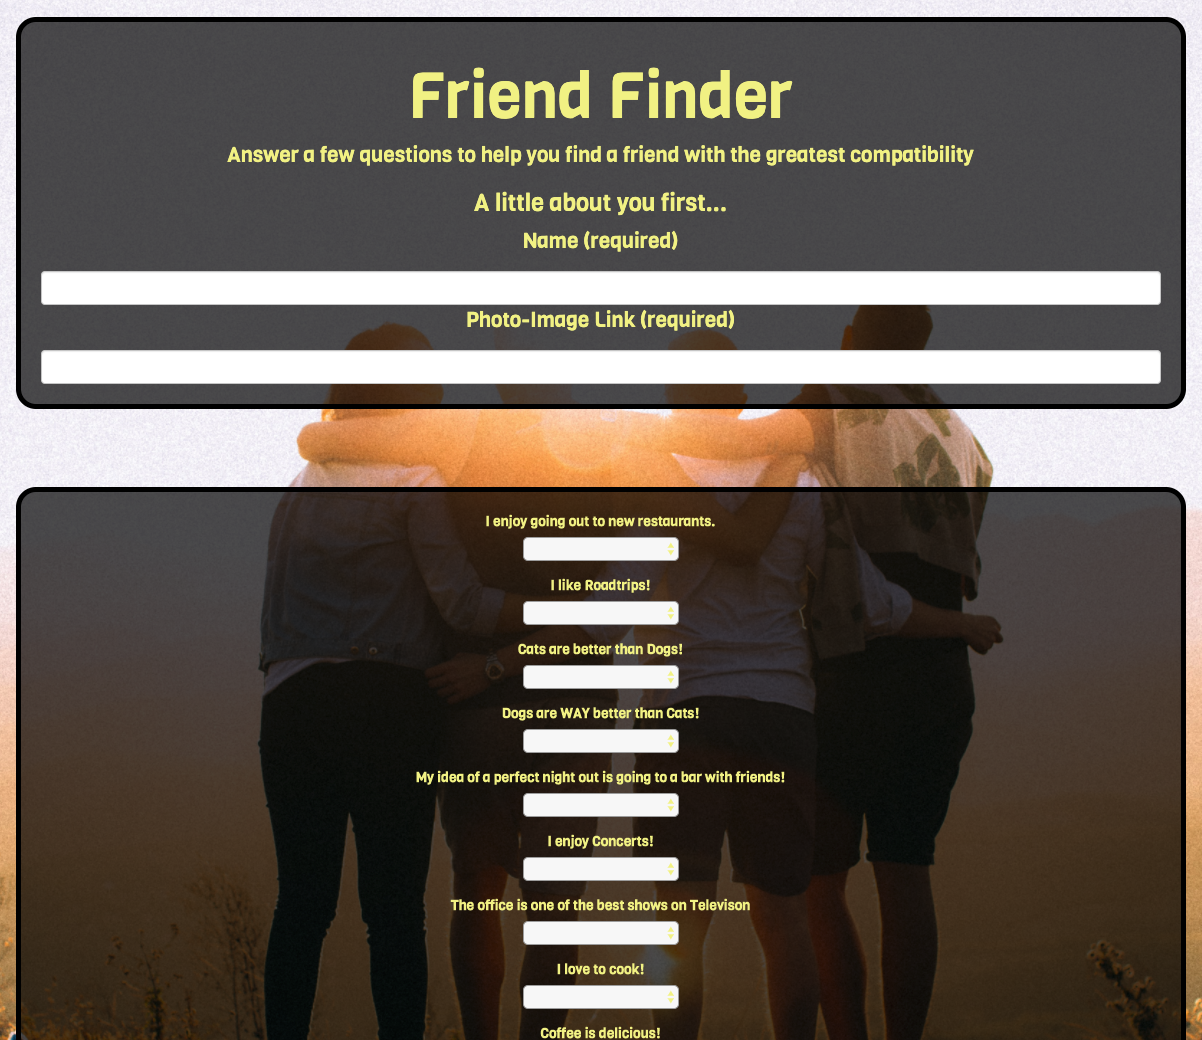 Friend Finder
Answer a few questions to help you find a friend with the greatest compatibility
A little about you first...
Name (required)
Photo-Image Link (required)
I enjoy going out to new restaurants.
I like Roadtrips!
Cats are better than Dogs!
Dogs are WAY better than Cats!
My idea of a perfect night out is going to a bar with friends!
I enjoy Concerts!
The office is one of the best shows on Televison
I love to cook!
Coffee is delicious!